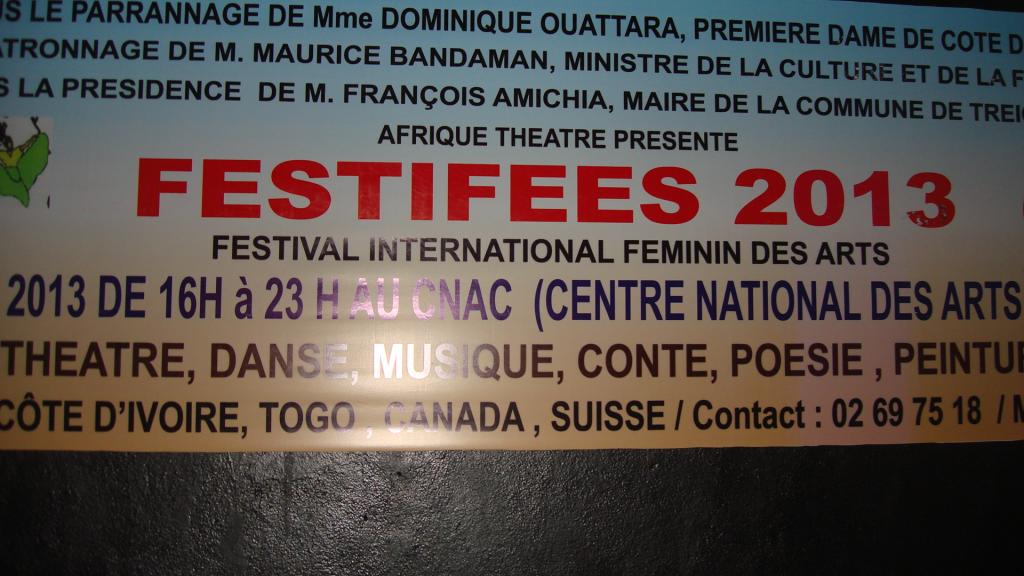 LE PARRANNAGE DE Mme DOMINIQUE OUATTARA, PREMIERE DAME DE COTE D
DE M. MAURICE BANDAMAN, MINISTRE DE LA CULTURE ET DE LA
LA PRESIDENCE DE M. FRANÇOIS AMICHIA, MAIRE DE LA COMMUNE DE
AFRIQUE THEATRE PRESENTE
FESTIFEES 2013
FESTIVAL INTERNATIONAL FEMININ DES ARTS
2013 DE 16H à 23 H AU CNAC (CENTRE NATIONAL DES ARTS
THEATRE, DANSE, MUSIQUE, CONTE, POESIE , PEINTU
CÔTE D'IVOIRE, TOGO , CANADA , SUISSE / Contact : 02 69 75 18 /